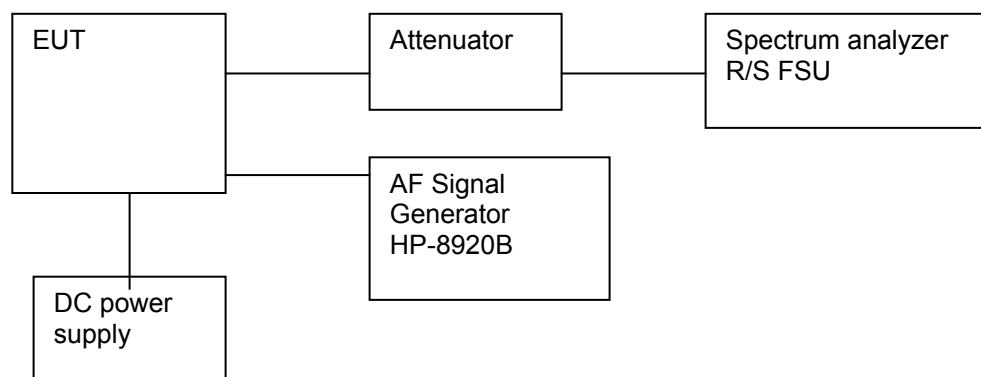 EUT
Attenuator
Spectrum analyzer
R/S FSU
AF Signal
Generator
HP-8920B
DC power
supply